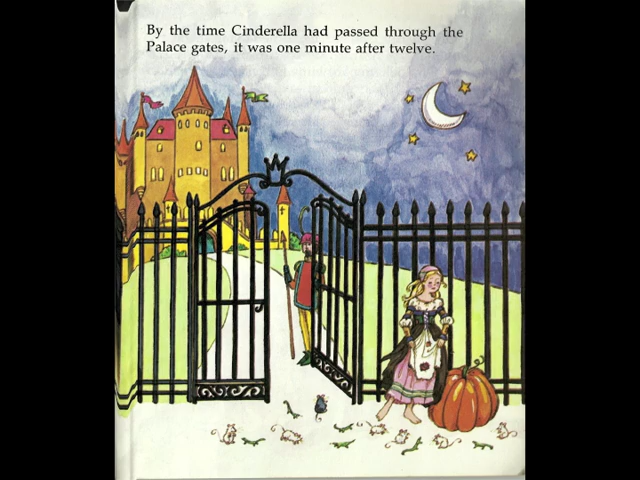 By the time Cinderella had passed through the
Palace gates, it was one minute after twelve.